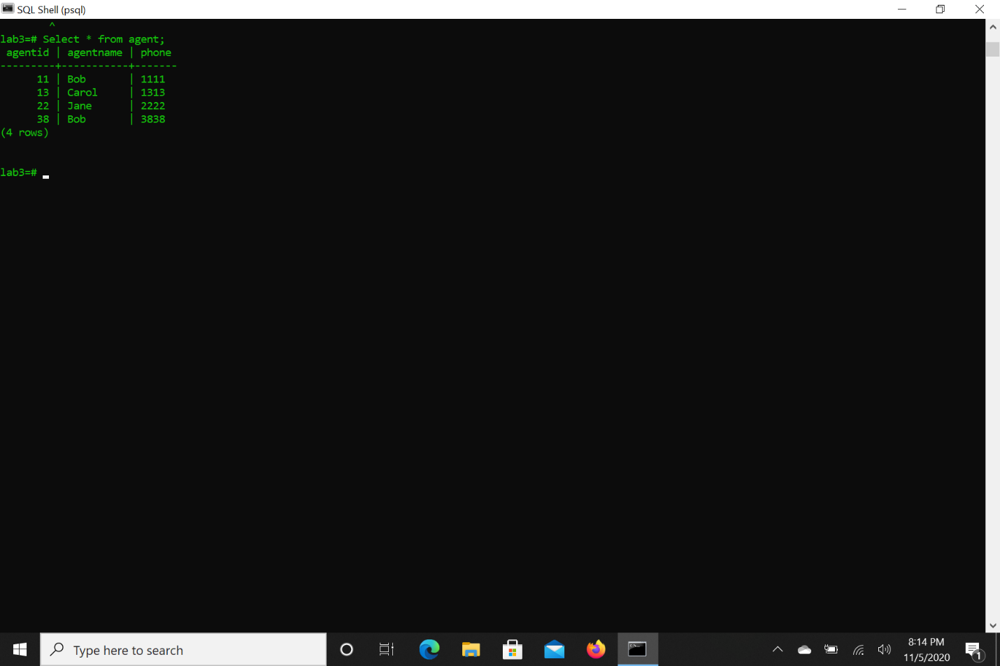 SQL Shell (psql)
^
lab3=# Select * from agent;
 agentid | agentname | phone
---------+-----------+-------
      11 | Bob       | 1111
      13 | Carol     | 1313
      22 | Jane      | 2222
      38 | Bob       | 3838
(4 rows)
lab3=#
Type here to search
8:14 PM
11/5/2020
1